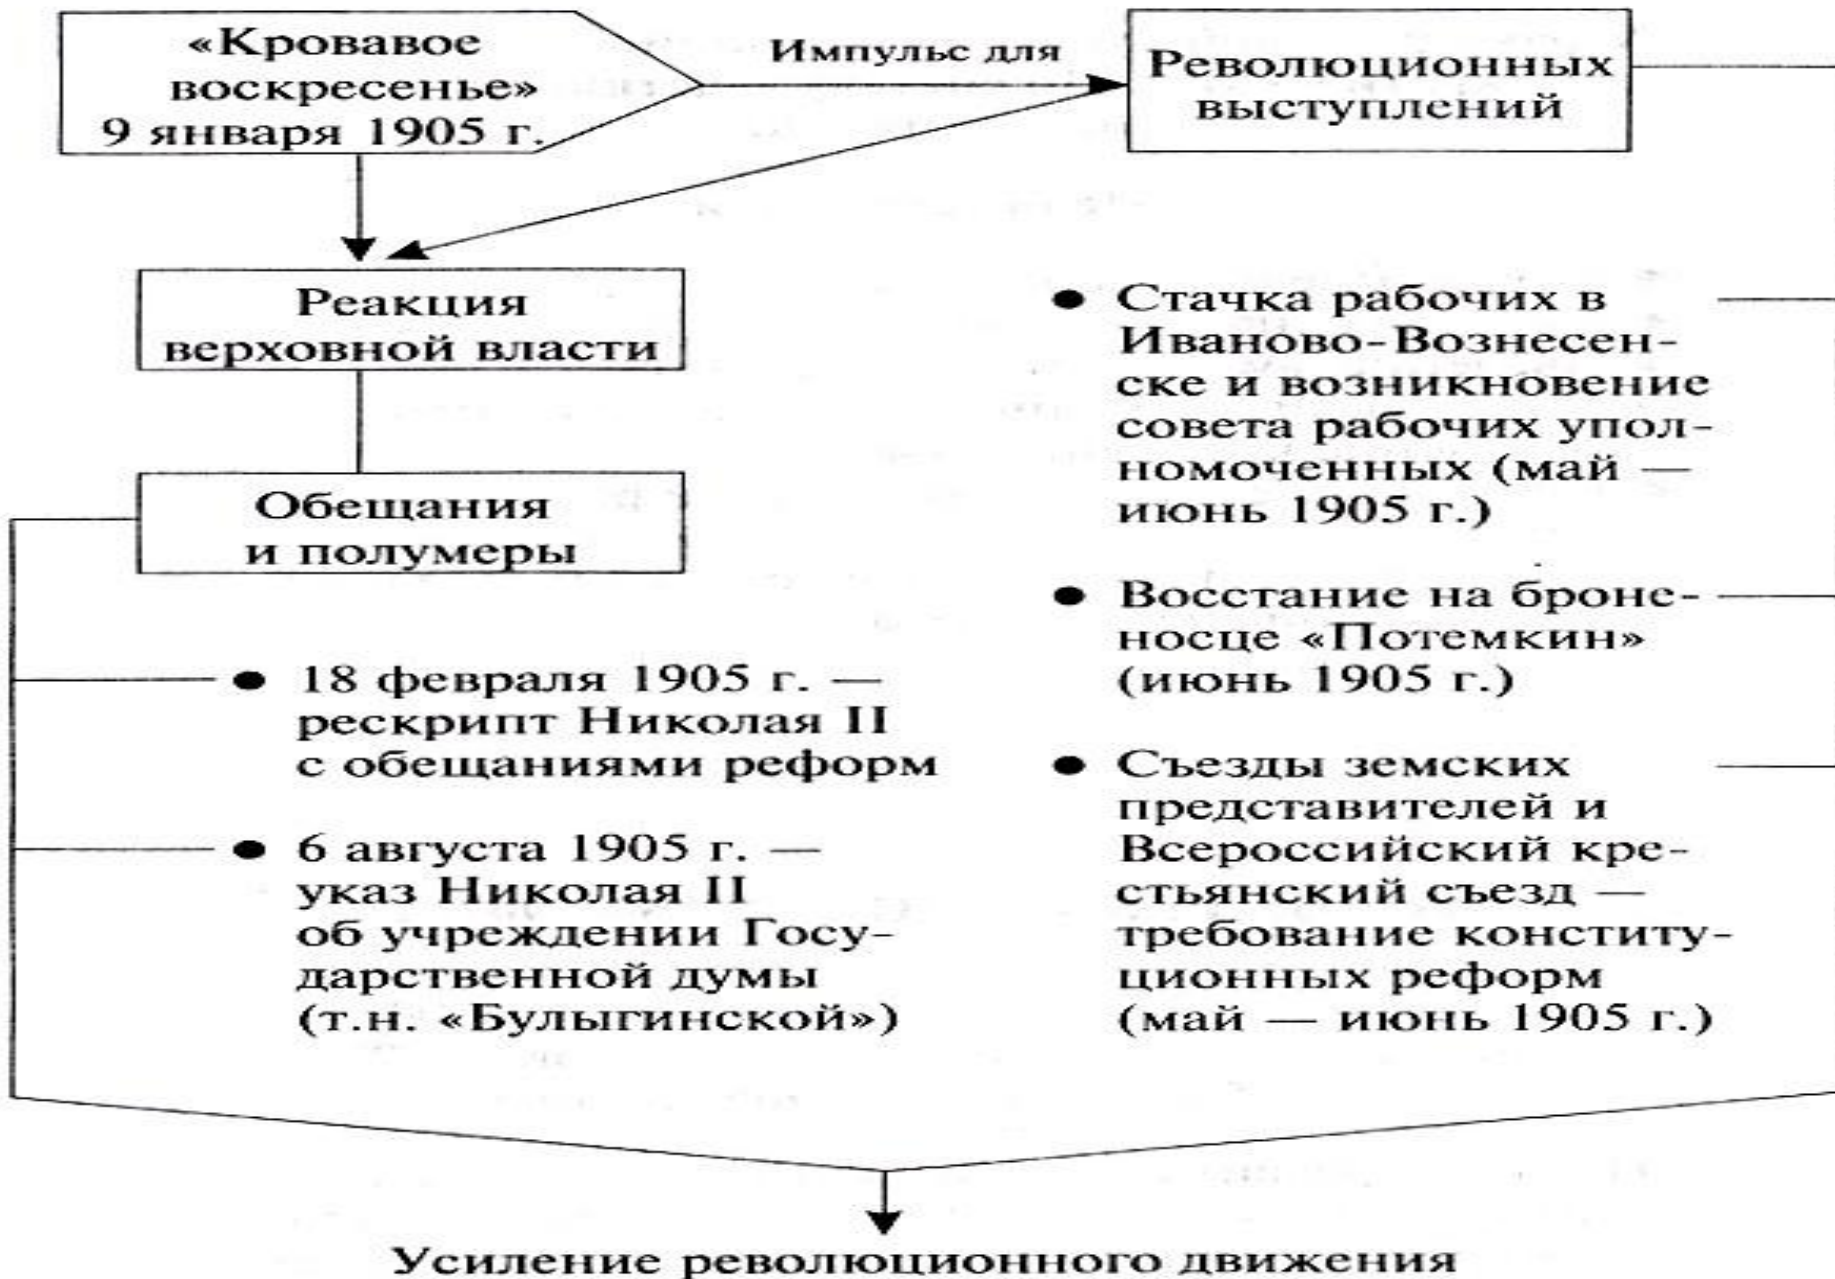 «Кровавое
воскресенье»
9 января 1905 г.
Импульс для
Революционных
выступлений
Реакция
верховной власти
Обещания
и полумеры
● 18 февраля 1905 г. —
рескрипт Николая II
с обещаниями реформ
● 6 августа 1905 г. —
указ Николая II
об учреждении Госу-
дарственной думы
(т.н. «Булыгинской»)
● Стачка рабочих в
Иваново-Вознесен-
ске и возникновение
совета рабочих упол-
номоченных (май —
июнь 1905 г.)
● Восстание на броне-
носце «Потемкин»
(июнь 1905 г.)
● Съезды земских
представителей и
Всероссийский кре-
стьянский съезд —
требование конститу-
ционных реформ
(май — июнь 1905 г.)
Усиление революционного движения